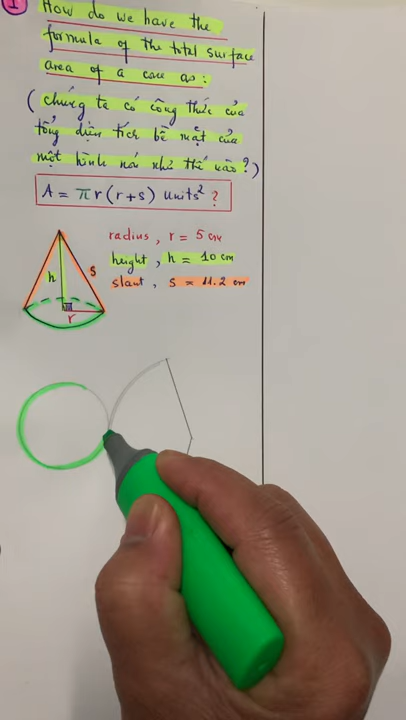 1 How do we have the
formula of the total surface
area of a cone as:
(chúng ta có công thức của
tổng diện tích bề mặt của
một hình nón như thế nào?)
A = πr(r+s) units² ?
radius, r = 5 cm
height, h = 10 cm
slant, s = 11.2 cm
h
s
r